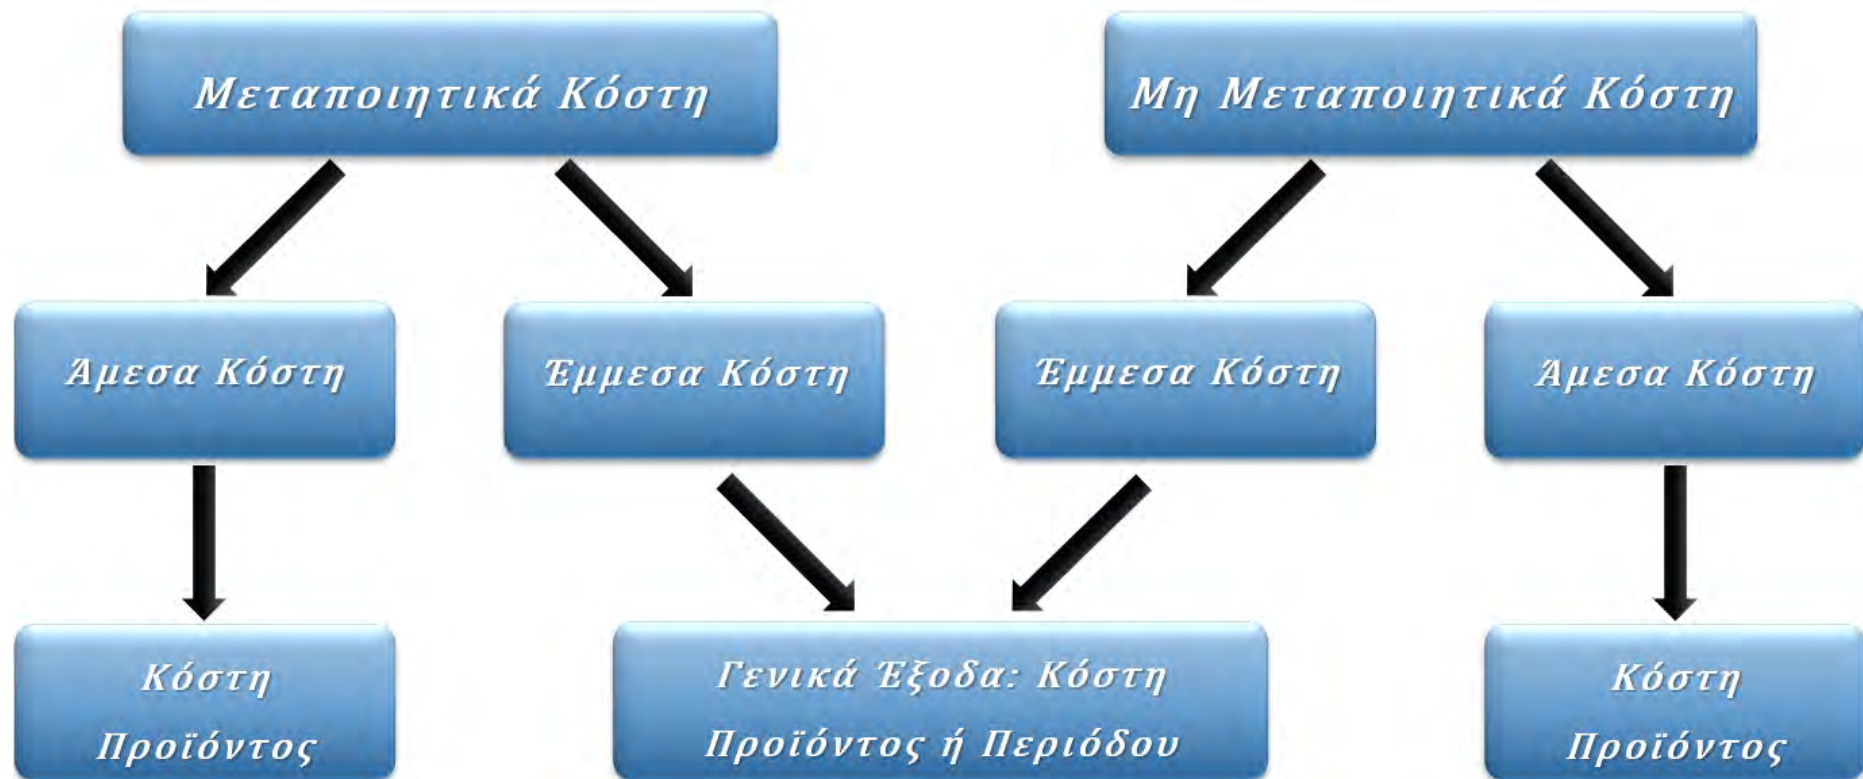 Μεταποιητικά Κόστη
Μη Μεταποιητικά Κόστη
Άμεσα Κόστη
Έμμεσα Κόστη
Έμμεσα Κόστη
Άμεσα Κόστη
Κόστη
Προϊόντος
Γενικά Έξοδα: Κόστη
Προϊόντος ή Περιόδου
Κόστη
Προϊόντος